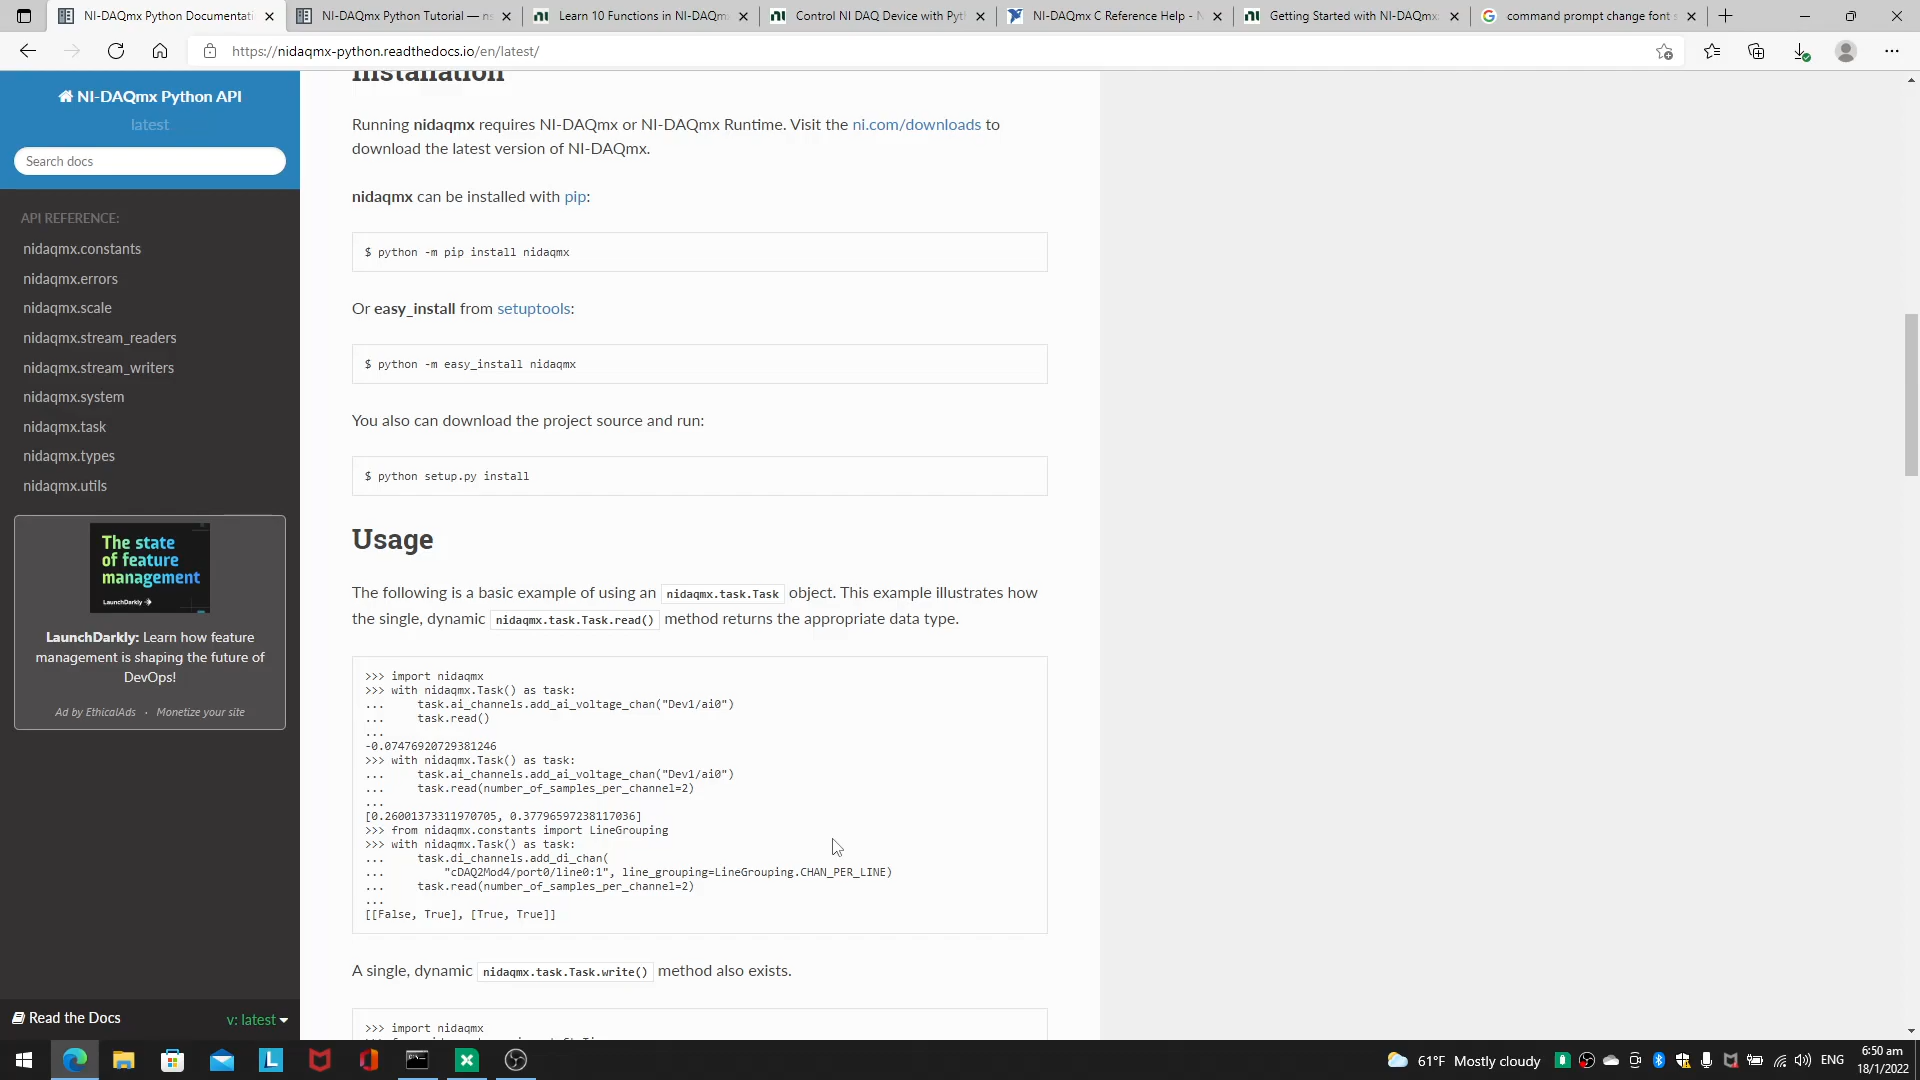 NI-DAQmx Python Documentati
NI-DAQmx Python Tutorial — n
Learn 10 Functions in NI-DAQm
Control NI DAQ Device with Pyt
NI-DAQmx C Reference Help - N
Getting Started with NI-DAQmx
command prompt change font s
https://nidaqmx-python.readthedocs.io/en/latest/
NI-DAQmx Python API
latest
Search docs
API REFERENCE:
nidaqmx.constants
nidaqmx.errors
nidaqmx.scale
nidaqmx.stream_readers
nidaqmx.stream_writers
nidaqmx.system
nidaqmx.task
nidaqmx.types
nidaqmx.utils
The state
of feature
management
LaunchDarkly
LaunchDarkly: Learn how feature
management is shaping the future of
DevOps!
Ad by EthicalAds · Monetize your site
Read the Docs
v: latest
Installation
Running nidaqmx requires NI-DAQmx or NI-DAQmx Runtime. Visit the ni.com/downloads to
download the latest version of NI-DAQmx.
nidaqmx can be installed with pip:
$ python -m pip install nidaqmx
Or easy_install from setuptools:
$ python -m easy_install nidaqmx
You also can download the project source and run:
$ python setup.py install
Usage
The following is a basic example of using an nidaqmx.task.Task object. This example illustrates how
the single, dynamic nidaqmx.task.Task.read() method returns the appropriate data type.
>>> import nidaqmx
>>> with nidaqmx.Task() as task:
...     task.ai_channels.add_ai_voltage_chan("Dev1/ai0")
...     task.read()
...
-0.07476920729381246
>>> with nidaqmx.Task() as task:
...     task.ai_channels.add_ai_voltage_chan("Dev1/ai0")
...     task.read(number_of_samples_per_channel=2)
...
[0.26001373311970705, 0.37796597238117036]
>>> from nidaqmx.constants import LineGrouping
>>> with nidaqmx.Task() as task:
...     task.di_channels.add_di_chan(
...         "cDAQ2Mod4/port0/line0:1", line_grouping=LineGrouping.CHAN_PER_LINE)
...     task.read(number_of_samples_per_channel=2)
...
[[False, True], [True, True]]
A single, dynamic nidaqmx.task.Task.write() method also exists.
>>> import nidaqmx
61°F Mostly cloudy
ENG
6:50 am
18/1/2022